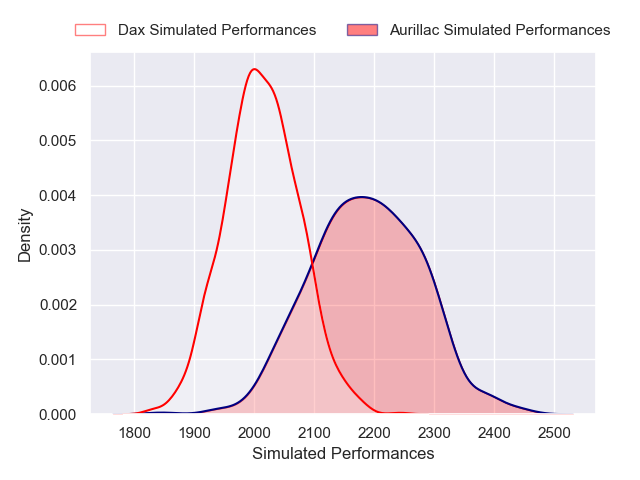 Dax Simulated Performances Aurillac Simulated Performances
0.006
0.005
0.004
0.003
0.002
0.001
0.000
Density
1800 1900 2000 2100 2200 2300 2400 2500
Simulated Performances